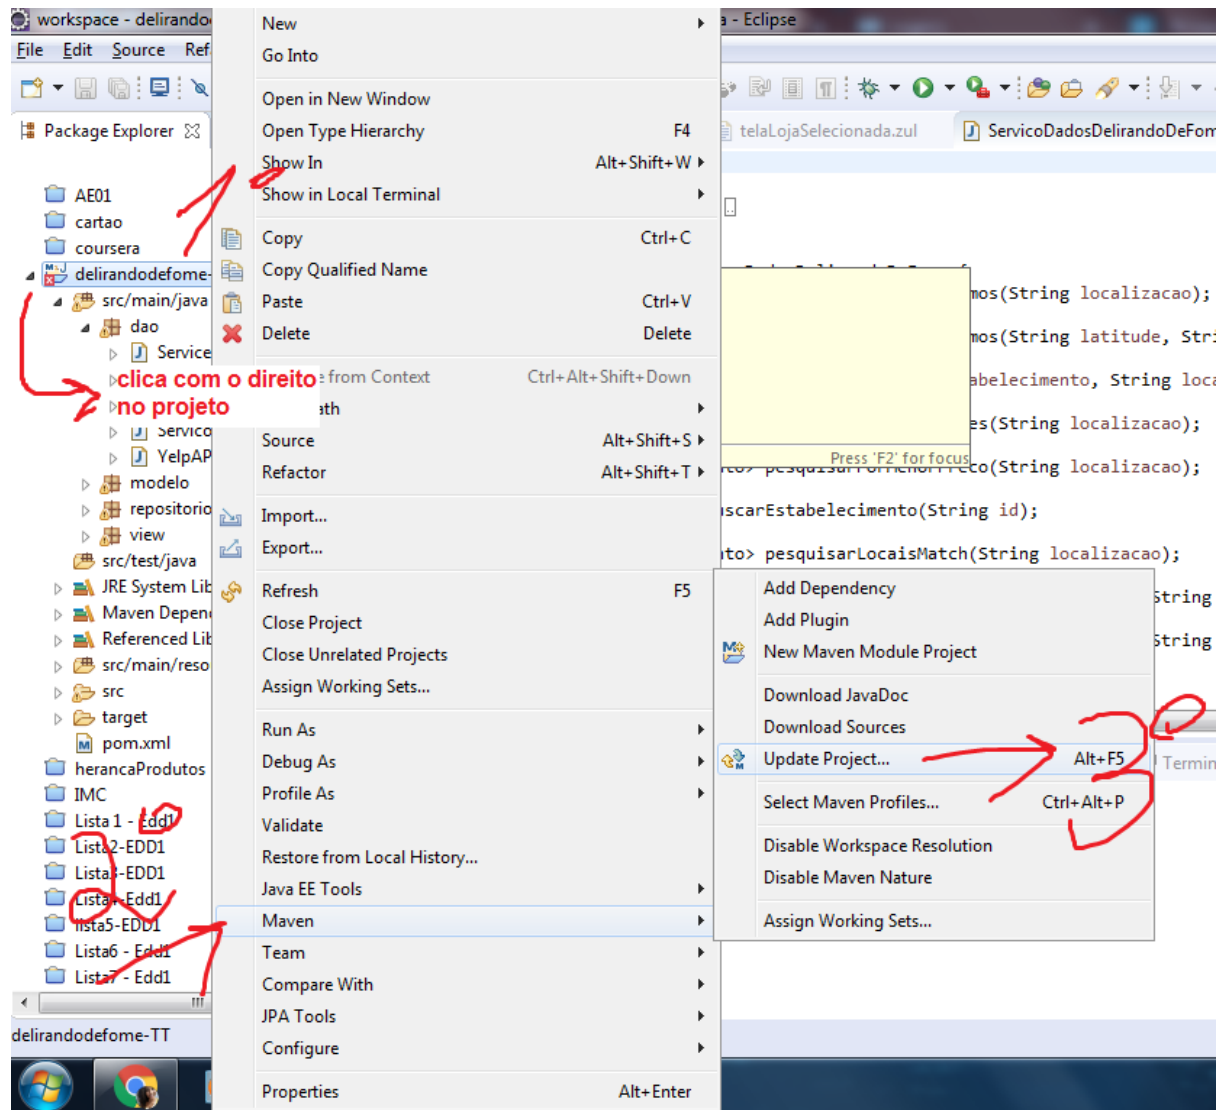 workspace - delirando
a - Eclipse
File Edit Source Ref
Package Explorer
telaLojaSelecionada.zul
ServicoDadosDelirandoDeFom
AE01
cartao
coursera
delirandodefome-
src/main/java
dao
Service
clica com o direito
no projeto
Servico
YelpAP
modelo
repositorio
view
src/test/java
JRE System Lib
Maven Depen
Referenced Lib
src/main/reso
src
target
pom.xml
herancaProdutos
IMC
Lista 1 - Edd1
Lista2-EDD1
Lista3-EDD1
Lista4-Edd1
lista5-EDD1
Lista6 - Edd1
Lista7 - Edd1
delirandodefome-TT
New
Go Into
Open in New Window
Open Type Hierarchy F4
Show In Alt+Shift+W
Show in Local Terminal
Copy Ctrl+C
Copy Qualified Name
Paste Ctrl+V
Delete Delete
from Context Ctrl+Alt+Shift+Down
ath
Source Alt+Shift+S
Refactor Alt+Shift+T
Import...
Export...
Refresh F5
Close Project
Close Unrelated Projects
Assign Working Sets...
Run As
Debug As
Profile As
Validate
Restore from Local History...
Java EE Tools
Maven
Team
Compare With
JPA Tools
Configure
Properties Alt+Enter
mos(String localizacao);
mos(String latitude, Stri
abelecimento, String loca
es(String localizacao);
Press 'F2' for focus
(String localizacao);
uscarEstabelecimento(String id);
nto> pesquisarLocaisMatch(String localizacao);
String
String
Termin
Add Dependency
Add Plugin
New Maven Module Project
Download JavaDoc
Download Sources
Update Project... Alt+F5
Select Maven Profiles... Ctrl+Alt+P
Disable Workspace Resolution
Disable Maven Nature
Assign Working Sets...
1
2
3